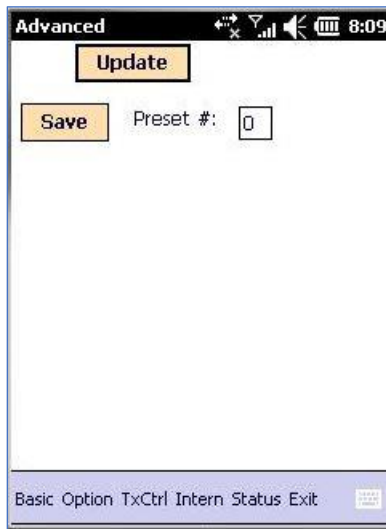 Advanced 8:09
Update
Save Preset #: 0
Basic Option TxCtrl Intern Status Exit